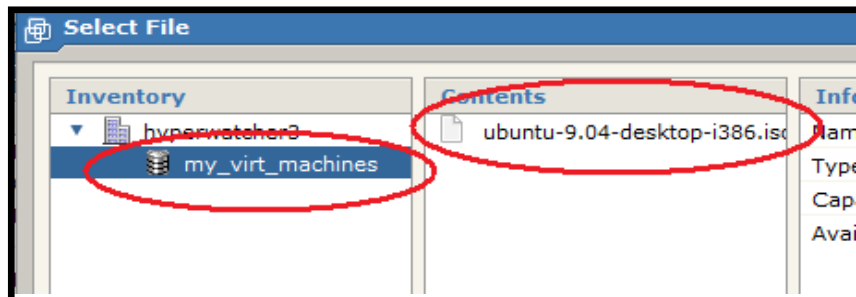 Select File
Inventory
Contents
hyperwatcher3
ubuntu-9.04-desktop-i386.iso
my_virt_machines